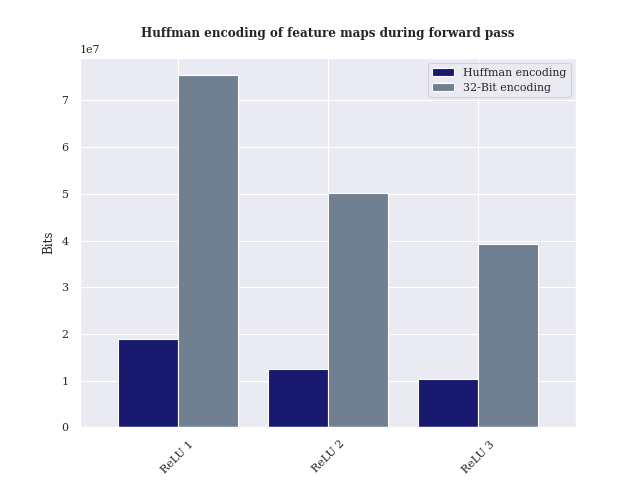 Huffman encoding of feature maps during forward pass
1e7
Huffman encoding
32-Bit encoding
7
6
5
4
3
2
1
0
Bits
ReLU 1
ReLU 2
ReLU 3